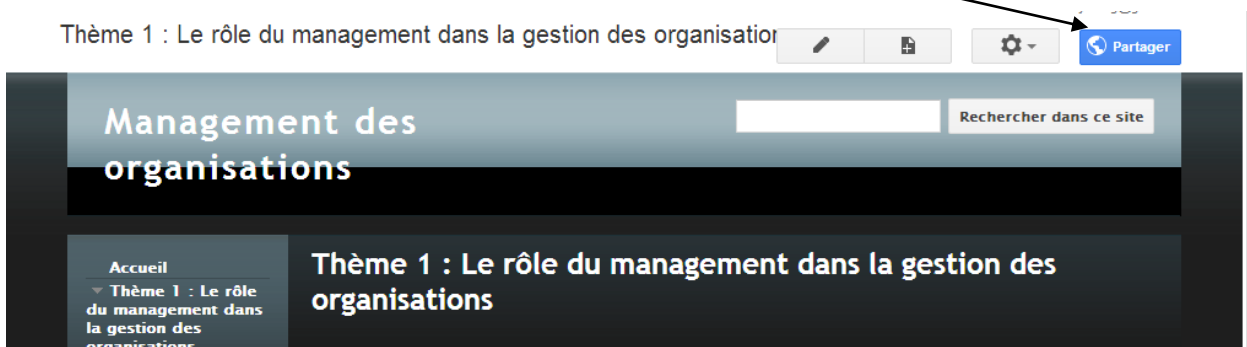 Thème 1 : Le rôle du management dans la gestion des organisation
Partager
Management des
organisations
Rechercher dans ce site
Accueil
Thème 1 : Le rôle
du management dans
la gestion des
organisations
Thème 1 : Le rôle du management dans la gestion des
organisations